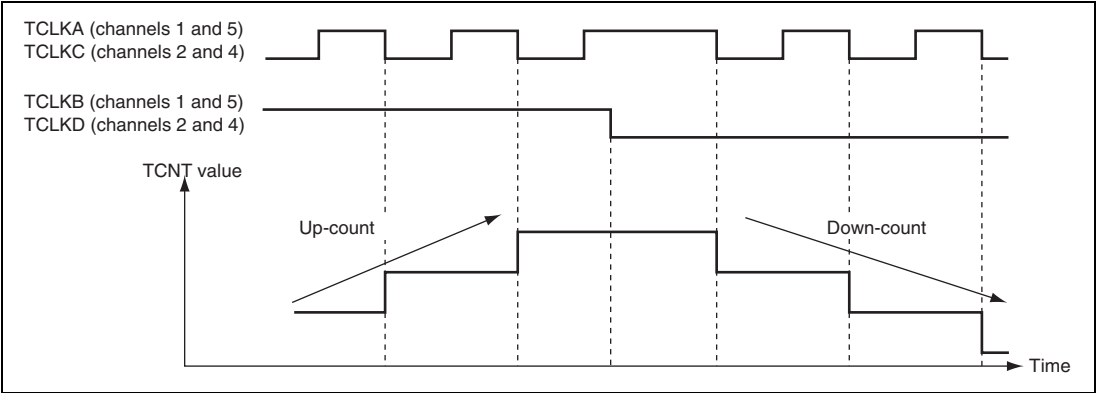 TCLKA (channels 1 and 5)
TCLKC (channels 2 and 4)
TCLKB (channels 1 and 5)
TCLKD (channels 2 and 4)
TCNT value
Up-count
Down-count
Time